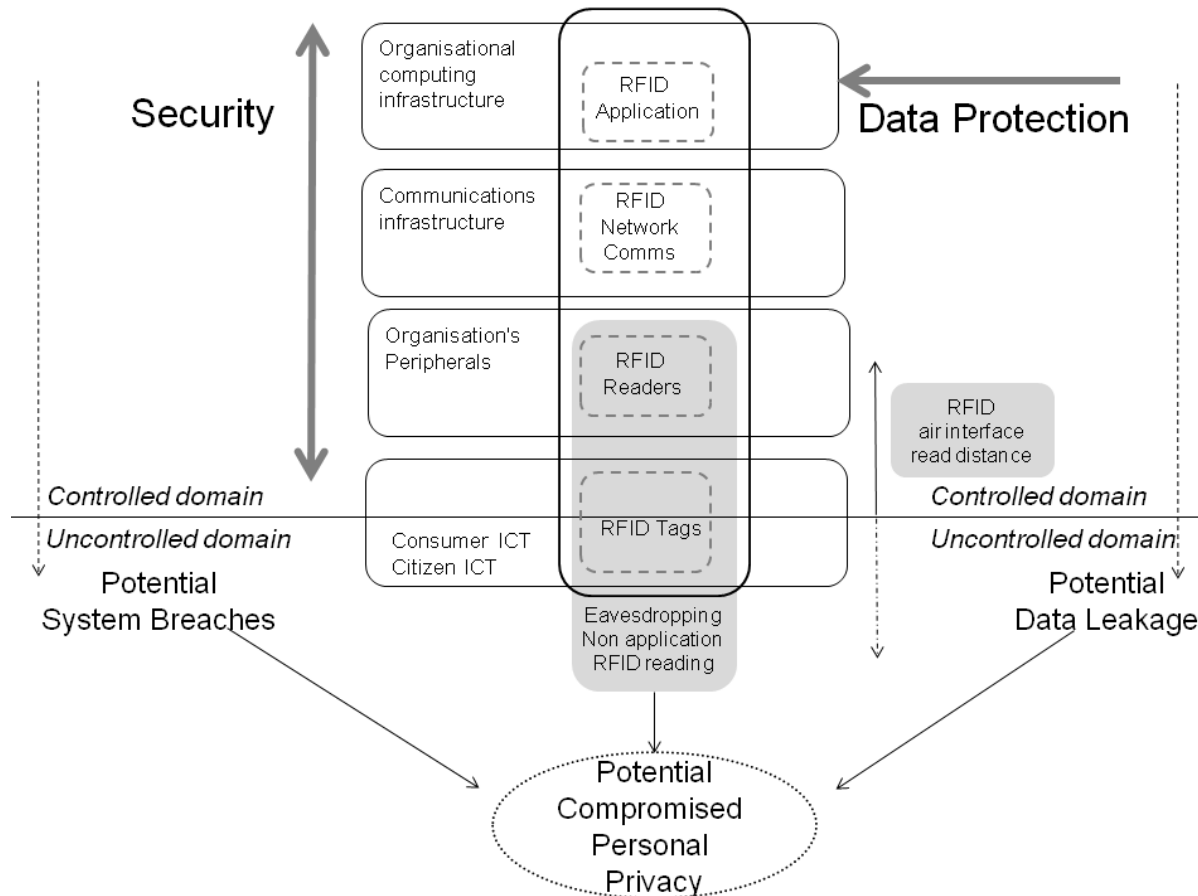 Security
Organisational
computing
infrastructure
RFID
Application
Data Protection
Communications
infrastructure
RFID
Network
Comms
Organisation's
Peripherals
RFID
Readers
RFID
air interface
read distance
Controlled domain
Controlled domain
Uncontrolled domain
Uncontrolled domain
Consumer ICT
Citizen ICT
RFID Tags
Potential
System Breaches
Eavesdropping
Non application
RFID reading
Potential
Data Leakage
Potential
Compromised
Personal
Privacy